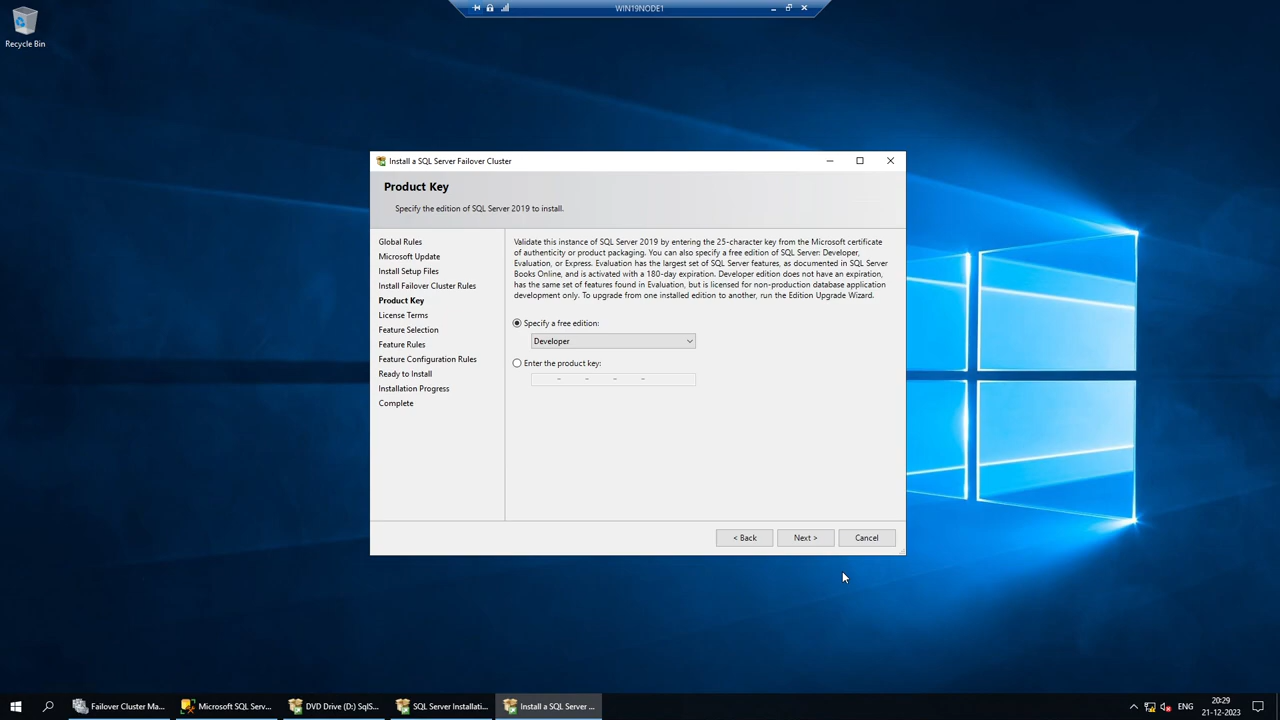 WIN19NODE1
Recycle Bin
Install a SQL Server Failover Cluster
Product Key
Specify the edition of SQL Server 2019 to install.
Global Rules
Microsoft Update
Install Setup Files
Install Failover Cluster Rules
Product Key
License Terms
Feature Selection
Feature Rules
Feature Configuration Rules
Ready to Install
Installation Progress
Complete
Validate this instance of SQL Server 2019 by entering the 25-character key from the Microsoft certificate
of authenticity or product packaging. You can also specify a free edition of SQL Server: Developer,
Evaluation, or Express. Evaluation has the largest set of SQL Server features, as documented in SQL Server
Books Online, and is activated with a 180-day expiration. Developer edition does not have an expiration,
has the same set of features found in Evaluation, but is licensed for non-production database application
development only. To upgrade from one installed edition to another, run the Edition Upgrade Wizard.
Specify a free edition:
Developer
Enter the product key:
- - - -
< Back
Next >
Cancel
Failover Cluster Ma...
Microsoft SQL Serv...
DVD Drive (D:) SqlS...
SQL Server Installati...
Install a SQL Server ...
ENG
20:29
21-12-2023